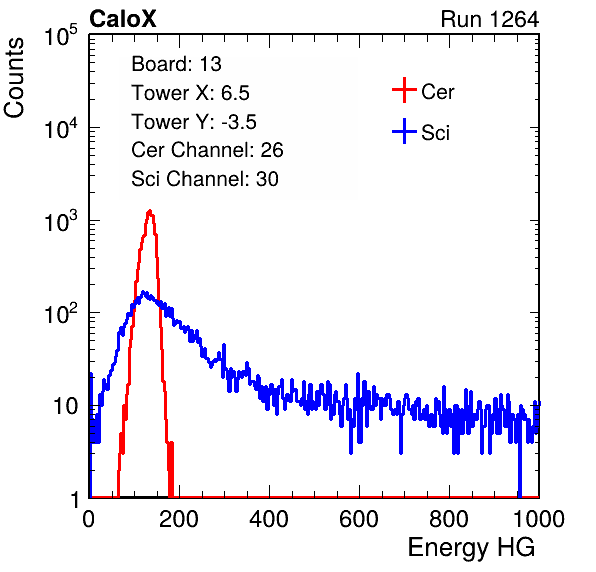 CaloX Run 1264
Counts
10^5
10^4
10^3
10^2
10
1
Board: 13
Tower X: 6.5
Tower Y: -3.5
Cer Channel: 26
Sci Channel: 30
Cer
Sci
0 200 400 600 800 1000
Energy HG